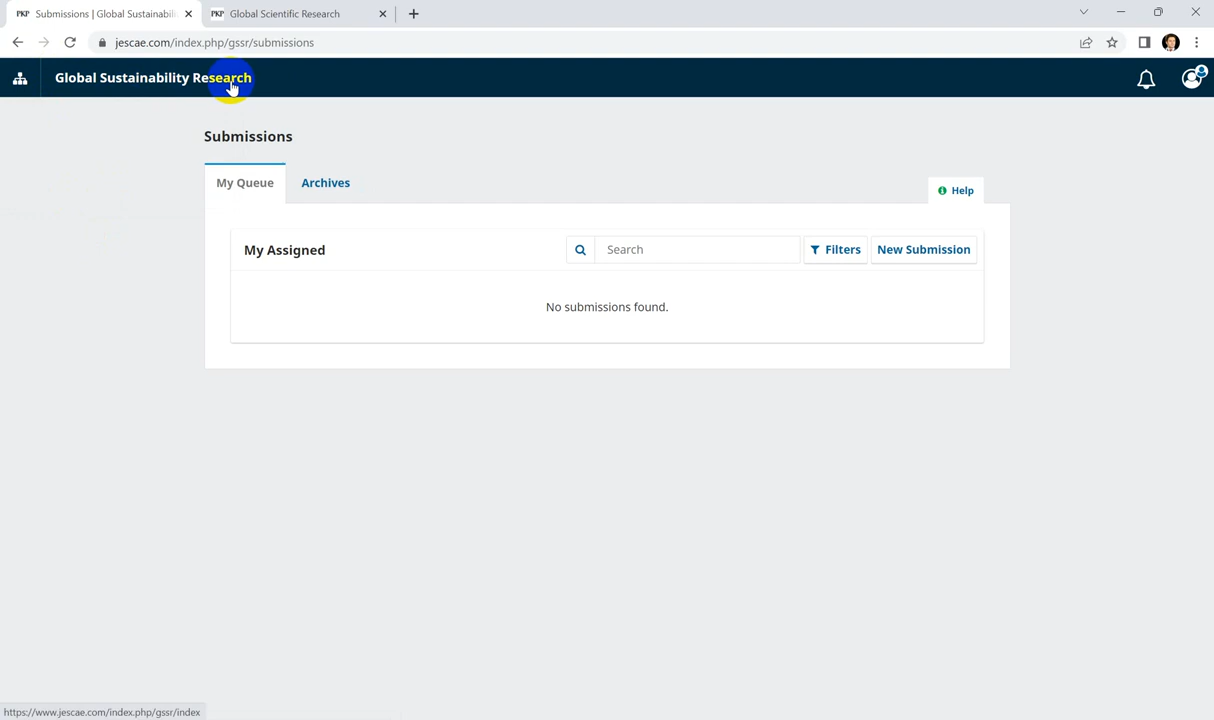 PKP Submissions | Global Sustainabili
PKP Global Scientific Research
jescae.com/index.php/gssr/submissions
Global Sustainability Research
Submissions
My Queue
Archives
Help
My Assigned
Search
Filters
New Submission
No submissions found.
https://www.jescae.com/index.php/gssr/index